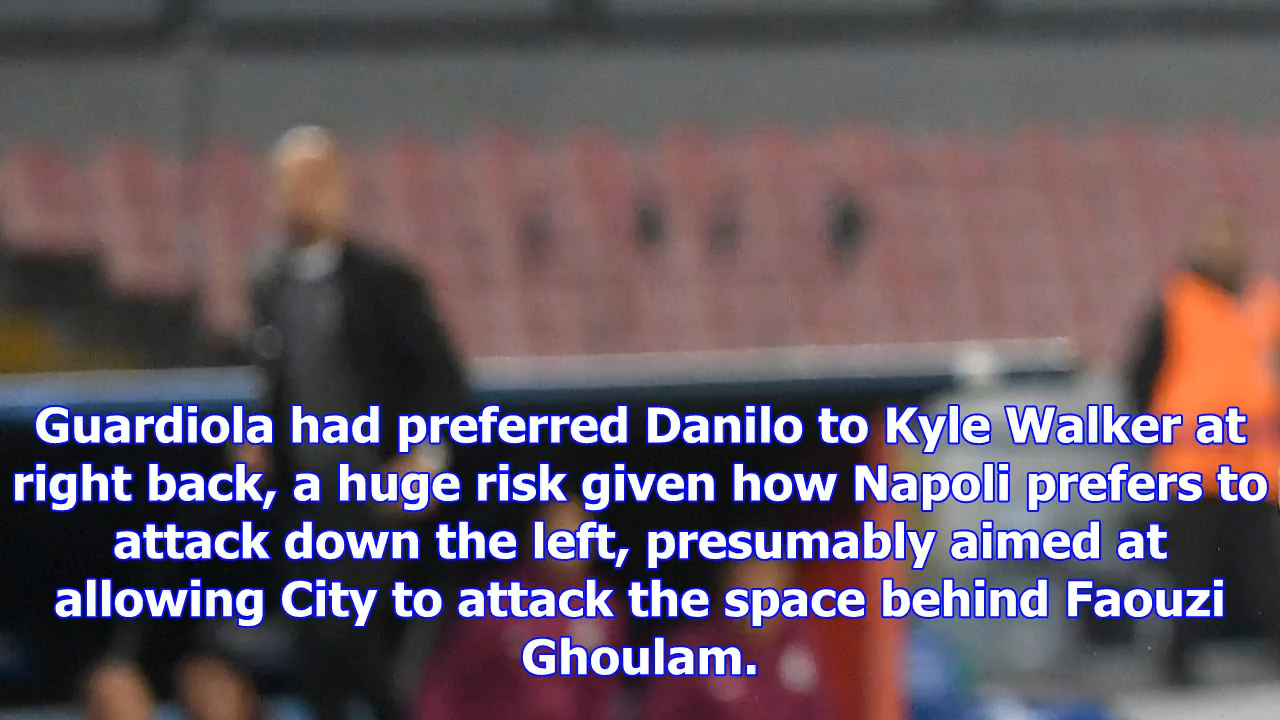 Guardiola had preferred Danilo to Kyle Walker at
right back, a huge risk given how Napoli prefers to
attack down the left, presumably aimed at
allowing City to attack the space behind Faouzi
Ghoulam.